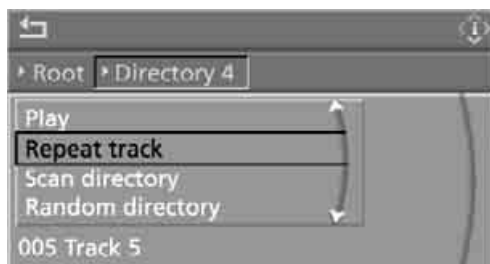 Root Directory 4
Play
Repeat track
Scan directory
Random directory
005 Track 5